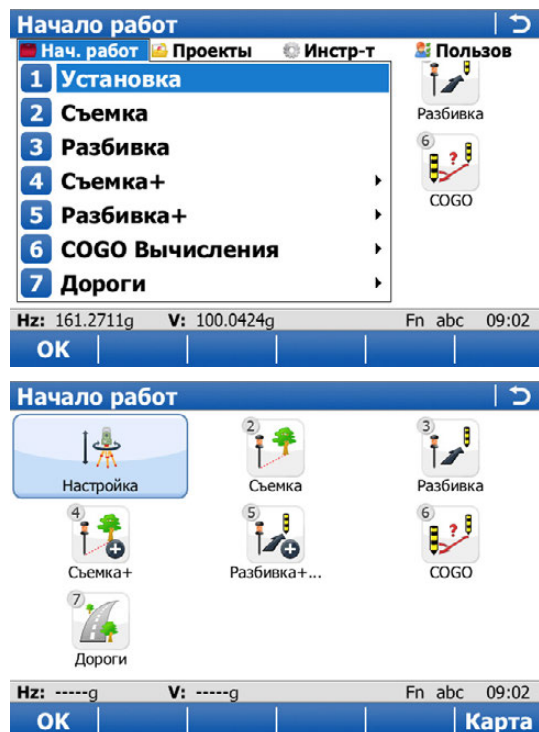 Начало работ
Нач. работ Проекты Инстр-т Пользов
1 Установка
2 Съемка
3 Разбивка
4 Съемка+
5 Разбивка+
6 COGO Вычисления
7 Дороги
Разбивка
6
?
COGO
Hz: 161.2711g V: 100.0424g Fn abc 09:02
OK
Начало работ
2 3
Настройка Съемка Разбивка
4 5 6
?
Съемка+ Разбивка+... COGO
7
Дороги
Hz: -----g V: -----g Fn abc 09:02
OK Карта